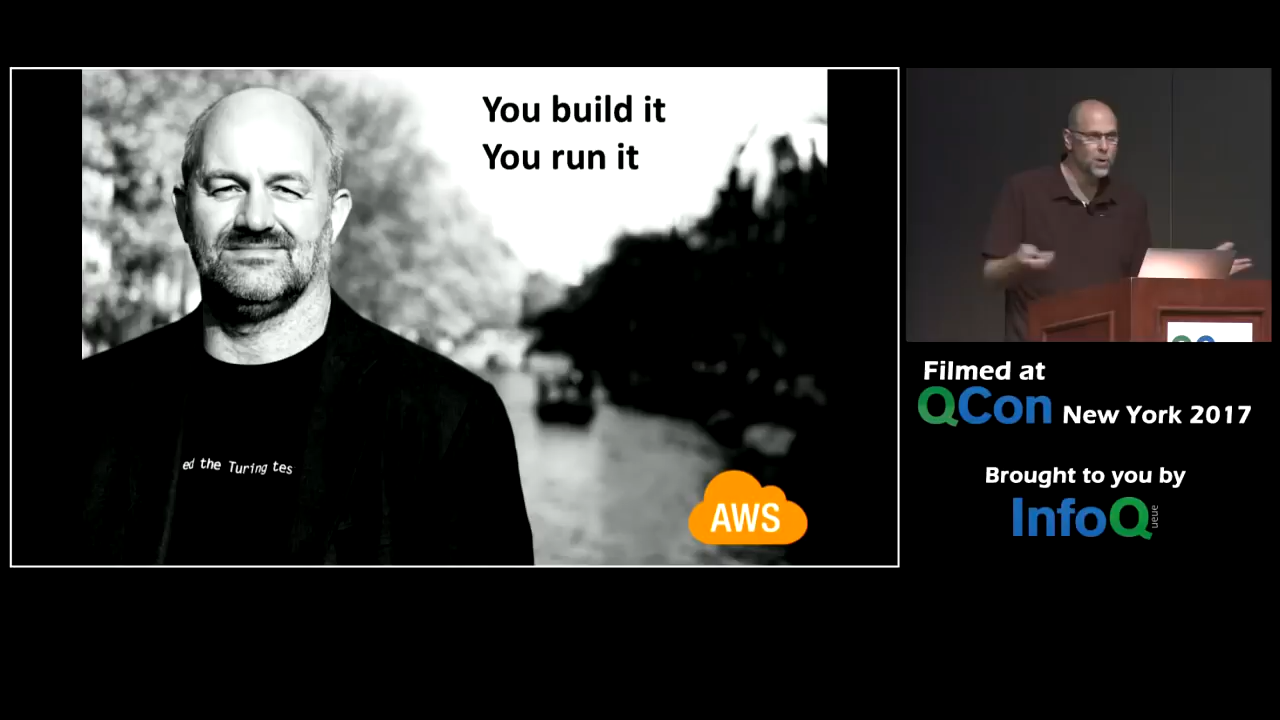 You build it
You run it
ed the Turing tes
AWS
Filmed at
QCon New York 2017
Brought to you by
InfoQ
ueue